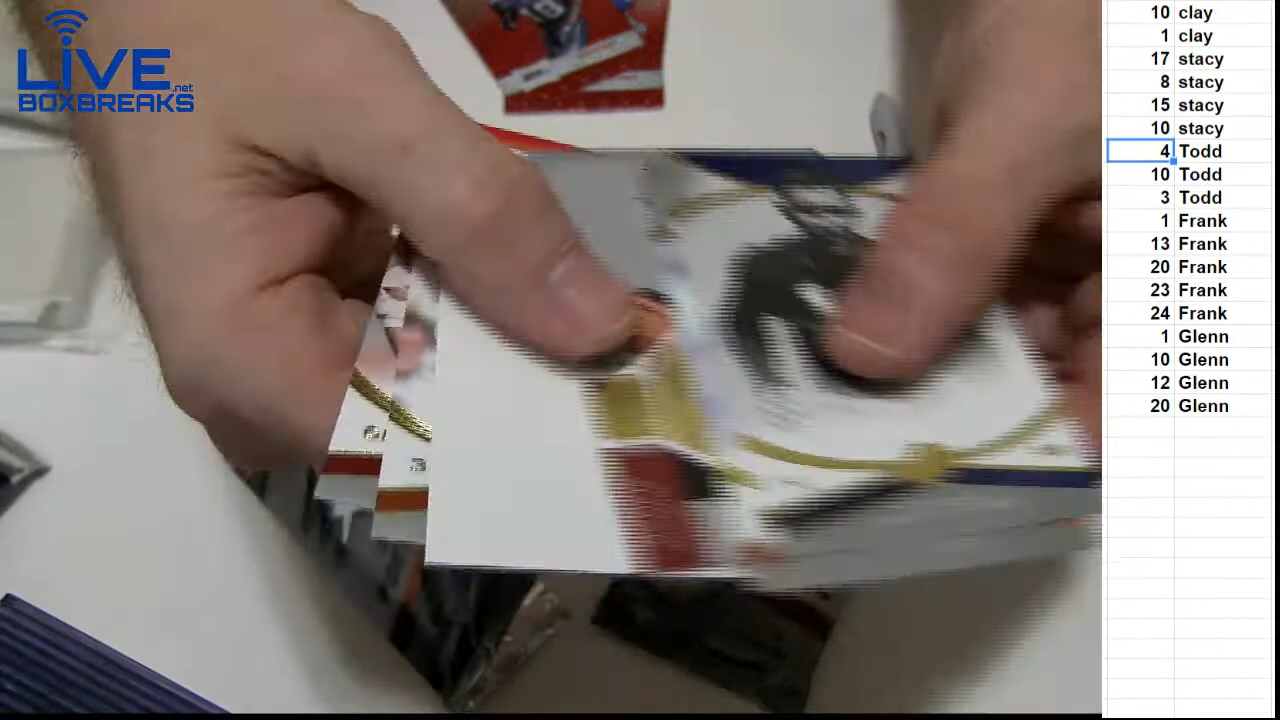 LIVE.net
BOXBREAKS
10 clay
1 clay
17 stacy
8 stacy
15 stacy
10 stacy
4 Todd
10 Todd
3 Todd
1 Frank
13 Frank
20 Frank
23 Frank
24 Frank
1 Glenn
10 Glenn
12 Glenn
20 Glenn